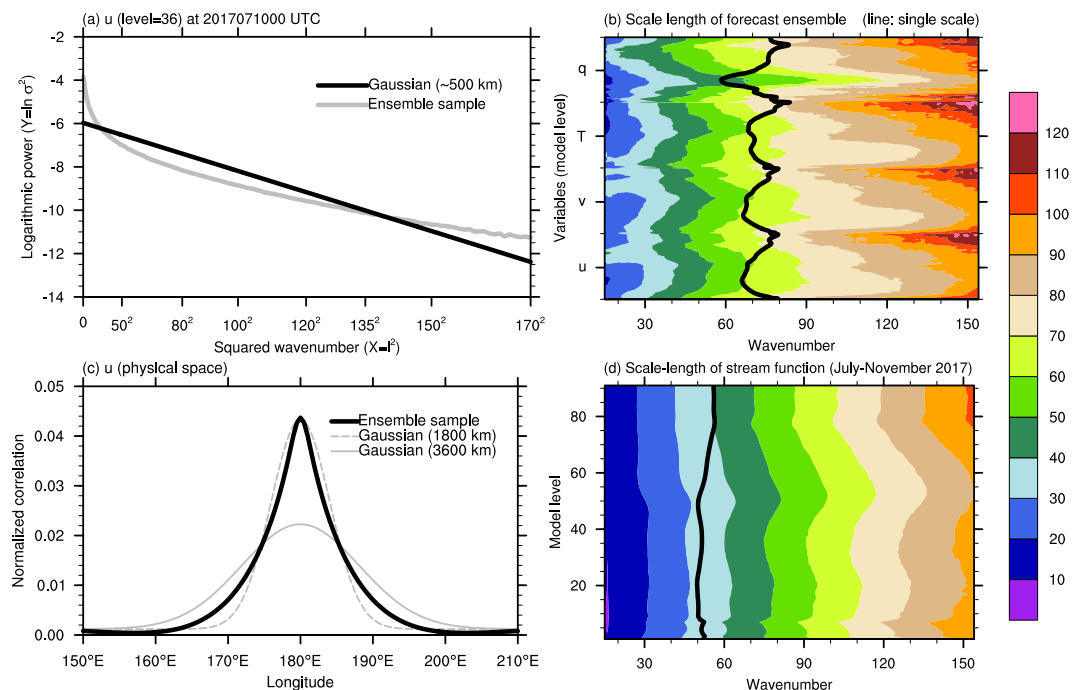 (a) u (level=36) at 2017071000 UTC
Logarithmic power (Y=ln σ²)
-2
-4
-6
-8
-10
-12
-14
Gaussian (~500 km)
Ensemble sample
0
50²
80²
100²
120²
135²
150²
170²
Squared wavenumber (X=l²)
(b) Scale length of forecast ensemble (line: single scale)
Variables (model level)
q
T
v
u
30
60
90
120
150
Wavenumber
(c) u (physical space)
Normalized correlation
0.05
0.04
0.03
0.02
0.01
0.00
Ensemble sample
Gaussian (1800 km)
Gaussian (3600 km)
150°E
160°E
170°E
180°E
190°E
200°E
210°E
Longitude
(d) Scale-length of stream function (July-November 2017)
Model level
80
60
40
20
30
60
90
120
150
Wavenumber
120
110
100
90
80
70
60
50
40
30
20
10